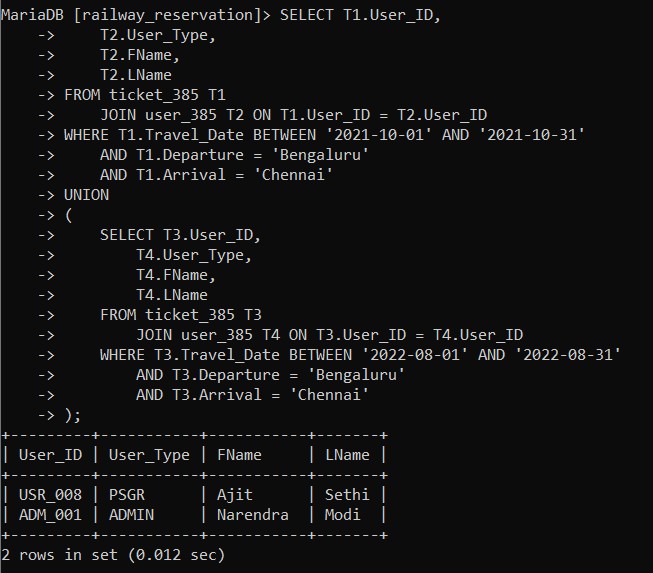 MariaDB [railway_reservation]> SELECT T1.User_ID,
    ->     T2.User_Type,
    ->     T2.FName,
    ->     T2.LName
    -> FROM ticket_385 T1
    ->     JOIN user_385 T2 ON T1.User_ID = T2.User_ID
    -> WHERE T1.Travel_Date BETWEEN '2021-10-01' AND '2021-10-31'
    ->     AND T1.Departure = 'Bengaluru'
    ->     AND T1.Arrival = 'Chennai'
    -> UNION
    -> (
    ->     SELECT T3.User_ID,
    ->         T4.User_Type,
    ->         T4.FName,
    ->         T4.LName
    ->     FROM ticket_385 T3
    ->         JOIN user_385 T4 ON T3.User_ID = T4.User_ID
    ->     WHERE T3.Travel_Date BETWEEN '2022-08-01' AND '2022-08-31'
    ->         AND T3.Departure = 'Bengaluru'
    ->         AND T3.Arrival = 'Chennai'
    -> );
+---------+-----------+-----------+-------+
| User_ID | User_Type | FName     | LName |
+---------+-----------+-----------+-------+
| USR_008 | PSGR      | Ajit      | Sethi |
| ADM_001 | ADMIN     | Narendra  | Modi  |
+---------+-----------+-----------+-------+
2 rows in set (0.012 sec)